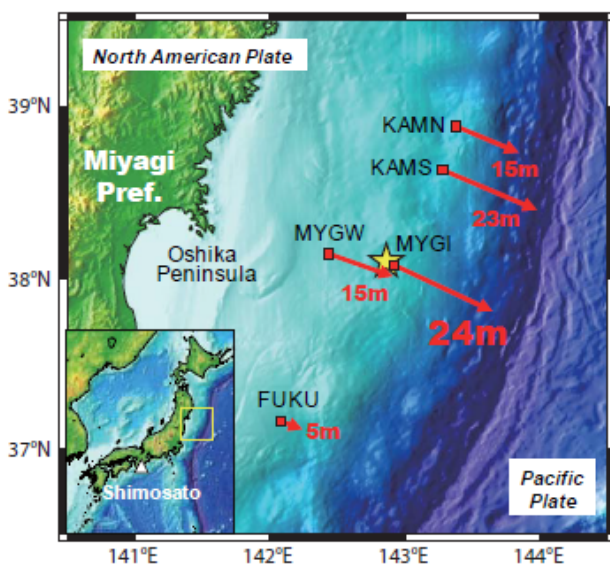 North American Plate
39°N
KAMN
Miyagi
Pref.
KAMS
15m
23m
MYGW
MYGI
Oshika
Peninsula
38°N
15m
24m
FUKU
5m
37°N
Shimosato
Pacific
Plate
141°E
142°E
143°E
144°E